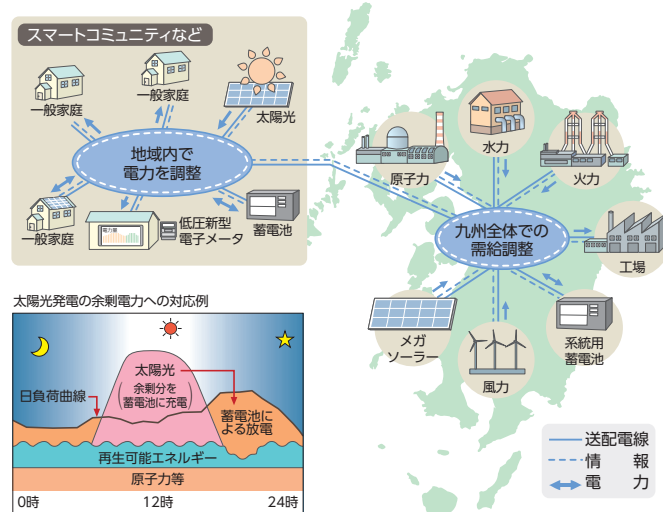 スマートコミュニティなど
一般家庭
一般家庭
太陽光
地域内で
電力を調整
一般家庭
電力量
低圧新型
電子メータ
蓄電池
原子力
水力
火力
九州全体での
需給調整
工場
メガ
ソーラー
風力
系統用
蓄電池
太陽光発電の余剰電力への対応例
太陽光
(余剰分を
蓄電池に充電)
日負荷曲線
蓄電池に
よる放電
再生可能エネルギー
原子力等
0時 12時 24時
送配電線
情報
電力